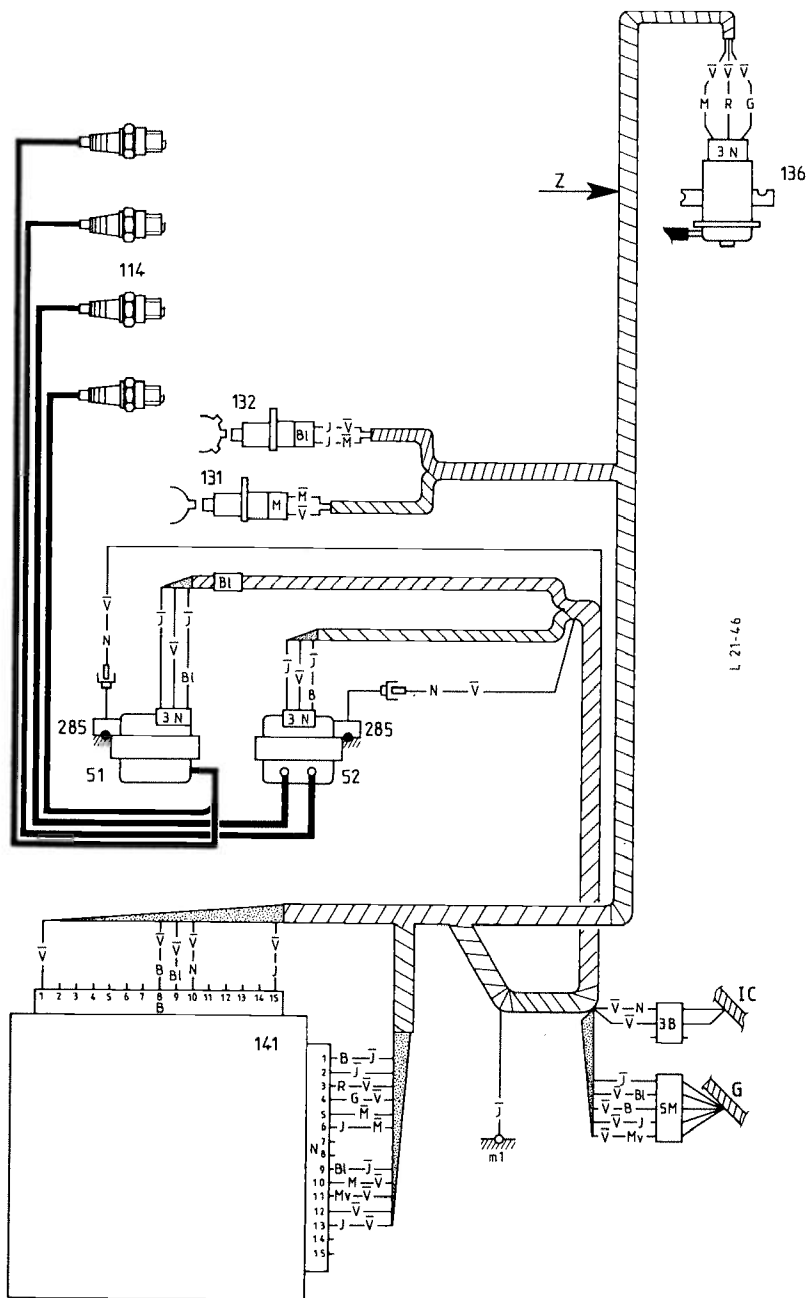 V̅ V̅ V̅
M R G
3 N
136
Z
114
132
Bl
J V̅
J M̅
131
M
M̅
V̅
Bl
V̅
N
J̅ V̅ J̅
Bl
J̅ V̅ J̅
B
N V̅
L 21-46
285
3 N
51
3 N
285
52
V̅ V̅ V̅ V̅ V̅
B Bl N J
1 2 3 4 5 6 7 8 9 10 11 12 13 14 15
B
141
1 B J̅
2 J̅
3 R V̅
4 G V̅
5 M̅
6 J M̅
7
N
8
9 Bl J̅
10 M V̅
11 Mv V̅
12 V̅
13 J V̅
14
15
J̅
m1
V̅ N
V̅
3B
IC
J̅
V̅ Bl
V̅ B
V̅ J
V̅ Mv
5M
G